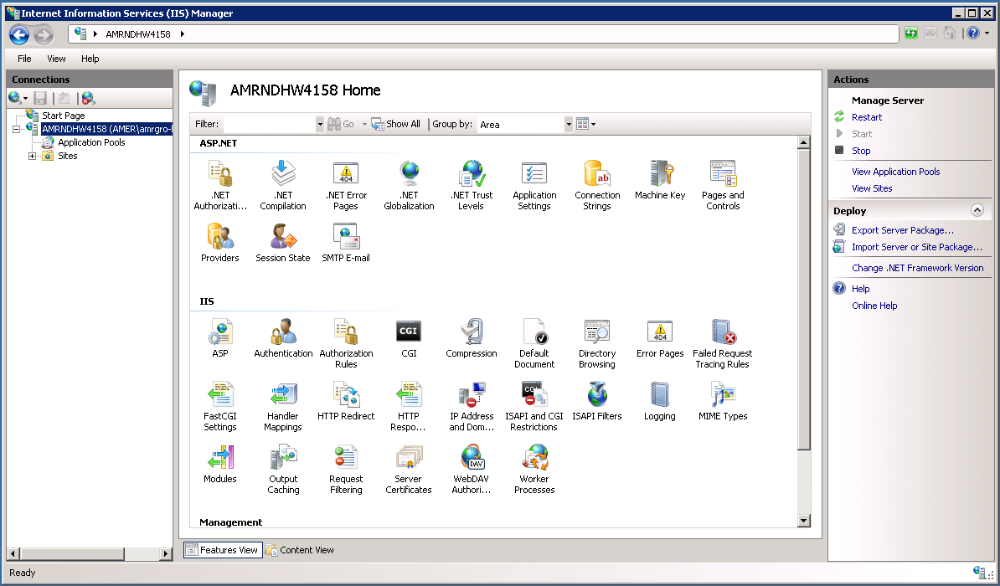 Internet Information Services (IIS) Manager
AMRNDHW4158
File View Help
Connections
Start Page
AMRNDHW4158 (AMER\amrgro-
Application Pools
Sites
AMRNDHW4158 Home
Filter: Go Show All Group by: Area
ASP.NET
.NET Authorizati...
.NET Compilation
.NET Error Pages
.NET Globalization
.NET Trust Levels
Application Settings
Connection Strings
Machine Key
Pages and Controls
Providers
Session State
SMTP E-mail
IIS
ASP
Authentication
Authorization Rules
CGI
CGI
Compression
Default Document
Directory Browsing
Error Pages
Failed Request Tracing Rules
FastCGI Settings
Handler Mappings
HTTP Redirect
HTTP Respo...
IP Address and Dom...
ISAPI and CGI Restrictions
ISAPI Filters
Logging
MIME Types
Modules
Output Caching
Request Filtering
Server Certificates
WebDAV Authori...
Worker Processes
Management
Features View
Content View
Actions
Manage Server
Restart
Start
Stop
View Application Pools
View Sites
Deploy
Export Server Package...
Import Server or Site Package...
Change .NET Framework Version
Help
Online Help
Ready